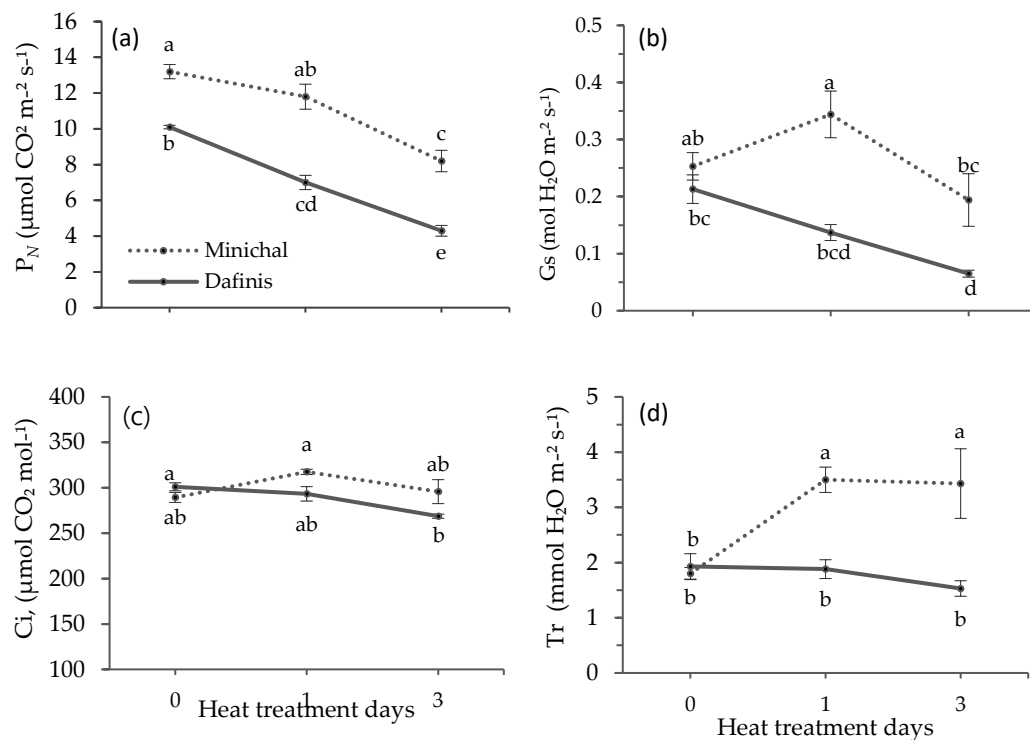 (a)
P_N (µmol CO² m⁻² s⁻¹)
16
14
12
10
8
6
4
2
0
a
ab
c
b
cd
e
Minichal
Dafinis
(b)
Gs (mol H₂O m⁻² s⁻¹)
0.5
0.4
0.3
0.2
0.1
0
ab
a
bc
bc
bcd
d
(c)
Ci, (µmol CO₂ mol⁻¹)
400
350
300
250
200
150
100
a
a
ab
ab
ab
b
0 1 3
Heat treatment days
(d)
Tr (mmol H₂O m⁻² s⁻¹)
5
4
3
2
1
0
b
a
a
b
b
b
0 1 3
Heat treatment days